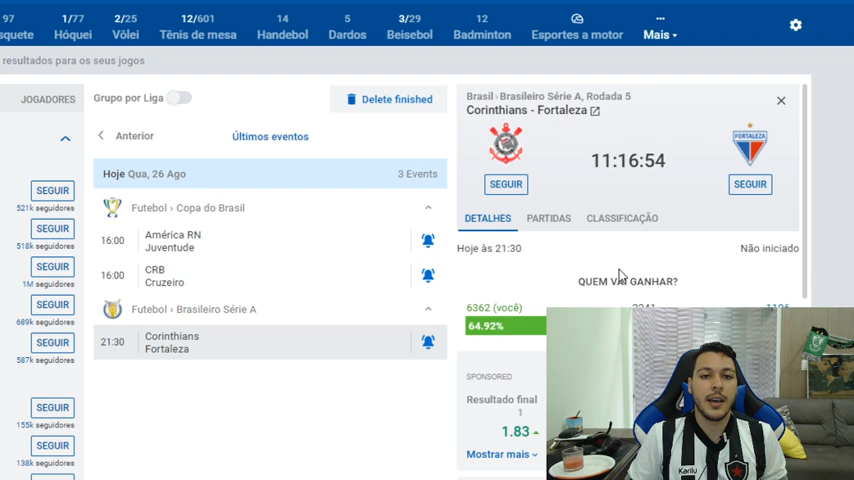 97 1/77 2/25 12/601 14 5 3/29 12
squete Hóquei Vôlei Tênis de mesa Handebol Dardos Beisebol Badminton Esportes a motor Mais
resultados para os seus jogos
JOGADORES
SEGUIR
521k seguidores
SEGUIR
518k seguidores
SEGUIR
1M seguidores
SEGUIR
689k seguidores
SEGUIR
587k seguidores
SEGUIR
155k seguidores
SEGUIR
138k seguidores
Grupo por Liga
Delete finished
Anterior
Últimos eventos
Hoje Qua, 26 Ago 3 Events
Futebol › Copa do Brasil
16:00 América RN
Juventude
16:00 CRB
Cruzeiro
Futebol › Brasileiro Série A
21:30 Corinthians
Fortaleza
Brasil › Brasileiro Série A, Rodada 5
Corinthians - Fortaleza
11:16:54
FORTALEZA
SEGUIR SEGUIR
DETALHES PARTIDAS CLASSIFICAÇÃO
Hoje às 21:30 Não iniciado
QUEM VAI GANHAR?
6362 (você)
64.92%
SPONSORED
Resultado final
1
1.83
Mostrar mais
Karilu